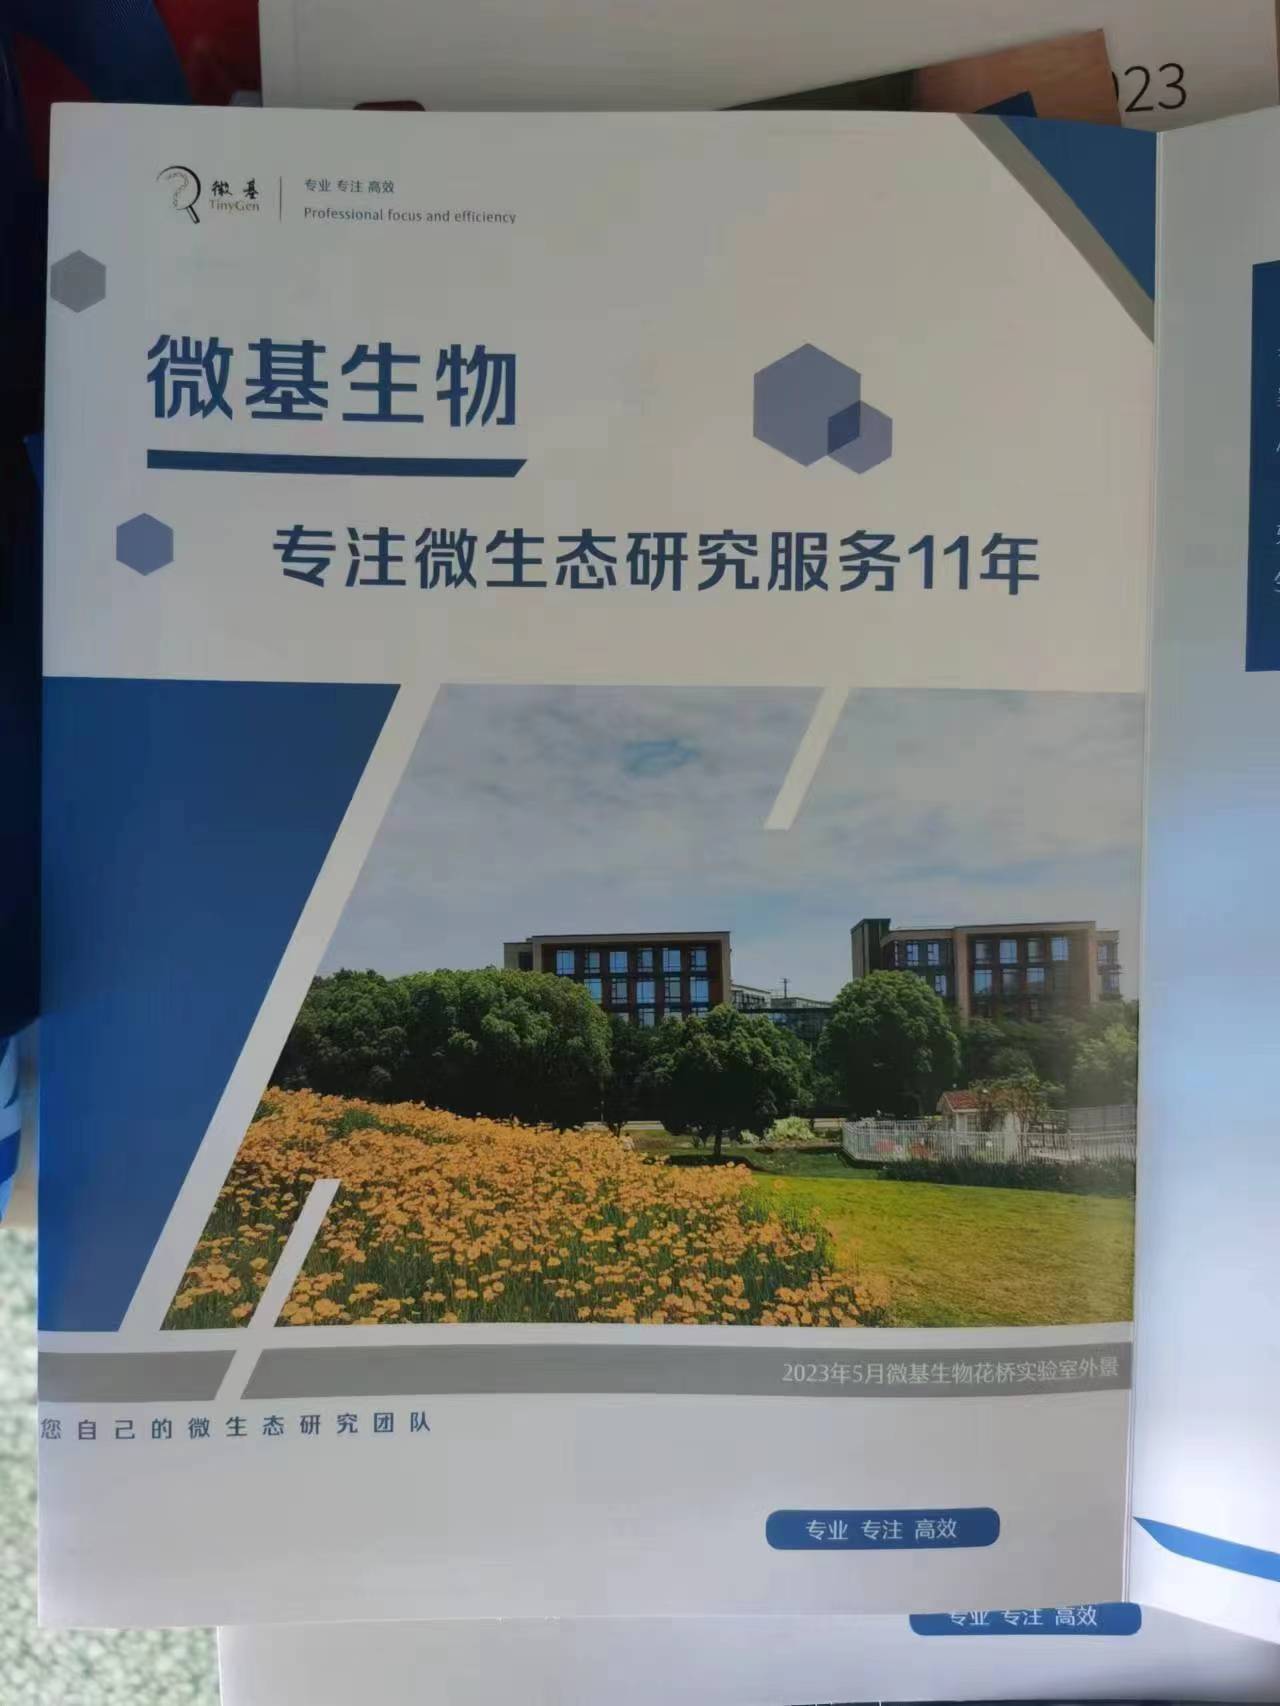 023
微基
TinyGen
专业 专注 高效
Professional focus and efficiency
微基生物
专注微生态研究服务11年
2023年5月微基生物花桥实验室外景
您自己的微生态研究团队
专业 专注 高效
专业 专注 高效